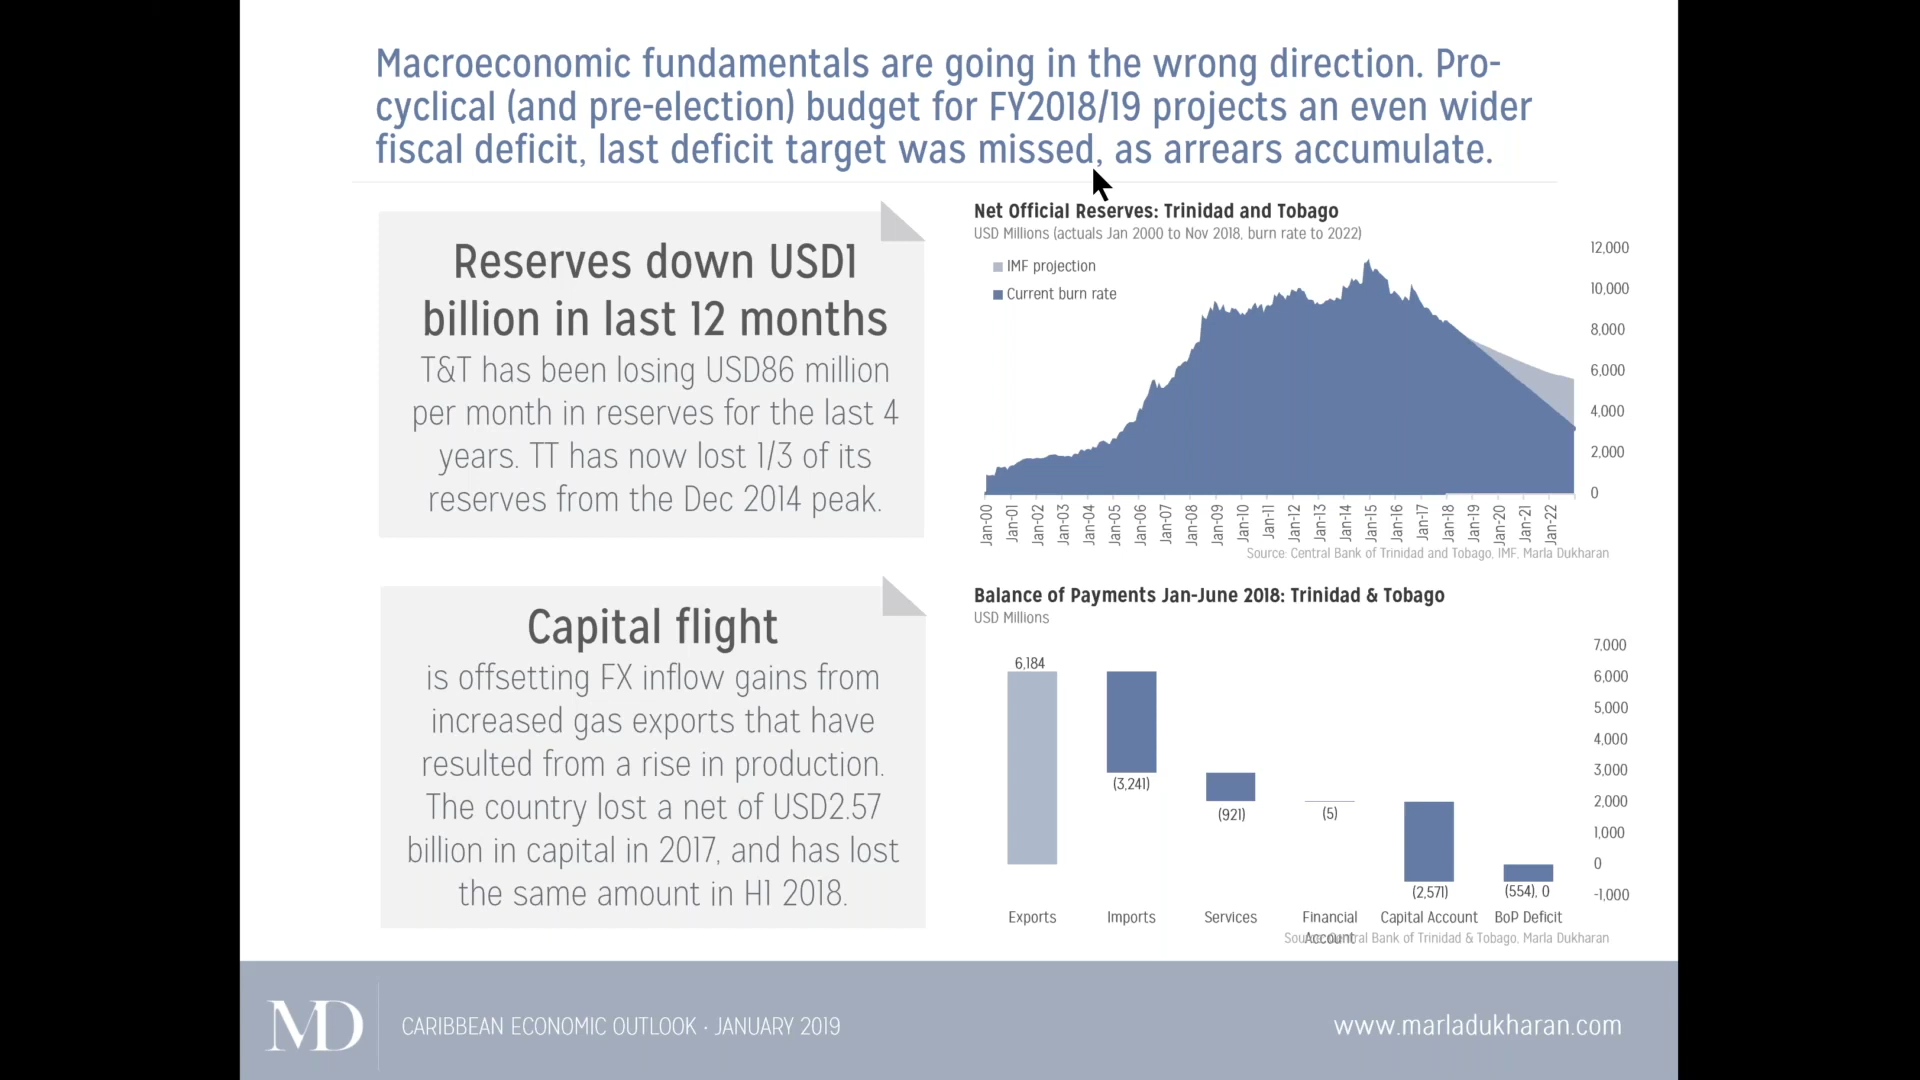 Macroeconomic fundamentals are going in the wrong direction. Pro-
cyclical (and pre-election) budget for FY2018/19 projects an even wider
fiscal deficit, last deficit target was missed, as arrears accumulate.
Reserves down USD1
billion in last 12 months
T&T has been losing USD86 million
per month in reserves for the last 4
years. TT has now lost 1/3 of its
reserves from the Dec 2014 peak.
Net Official Reserves: Trinidad and Tobago
USD Millions (actuals Jan 2000 to Nov 2018, burn rate to 2022)
IMF projection
Current burn rate
12,000
10,000
8,000
6,000
4,000
2,000
0
Jan-00
Jan-01
Jan-02
Jan-03
Jan-04
Jan-05
Jan-06
Jan-07
Jan-08
Jan-09
Jan-10
Jan-11
Jan-12
Jan-13
Jan-14
Jan-15
Jan-16
Jan-17
Jan-18
Jan-19
Jan-20
Jan-21
Jan-22
Source: Central Bank of Trinidad and Tobago, IMF, Marla Dukharan
Capital flight
is offsetting FX inflow gains from
increased gas exports that have
resulted from a rise in production.
The country lost a net of USD2.57
billion in capital in 2017, and has lost
the same amount in H1 2018.
Balance of Payments Jan-June 2018: Trinidad & Tobago
USD Millions
7,000
6,000
5,000
4,000
3,000
2,000
1,000
0
-1,000
6,184
(3,241)
(921)
(5)
(2,571)
(554), 0
Exports
Imports
Services
Financial
Account
Capital Account
BoP Deficit
Source: Central Bank of Trinidad & Tobago, Marla Dukharan
MD
CARIBBEAN ECONOMIC OUTLOOK · JANUARY 2019
www.marladukharan.com